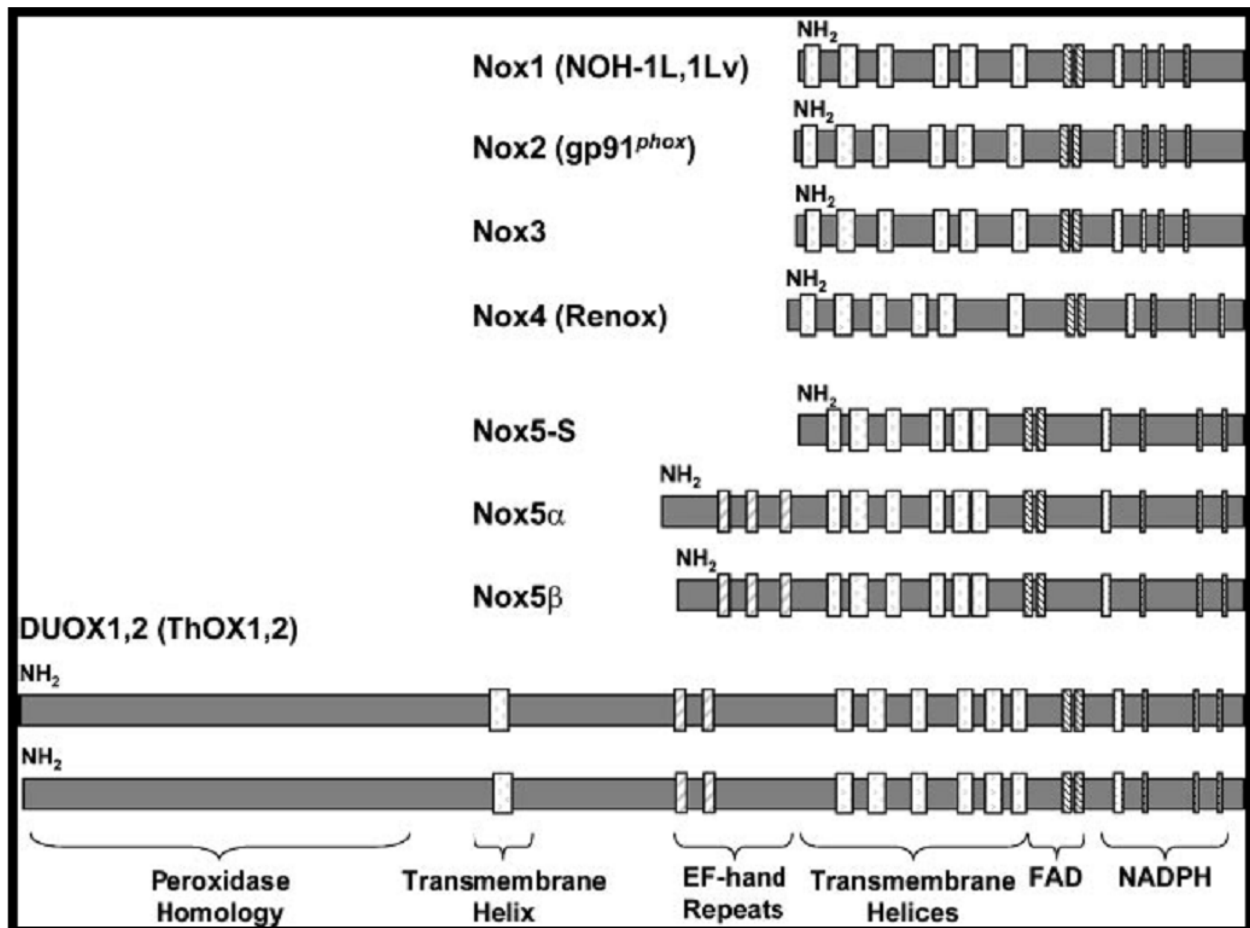 NH2
Nox1 (NOH-1L,1Lv)
NH2
Nox2 (gp91phox)
NH2
Nox3
NH2
Nox4 (Renox)
NH2
Nox5-S
NH2
Nox5α
NH2
Nox5β
DUOX1,2 (ThOX1,2)
NH2
NH2
Peroxidase
Homology
Transmembrane
Helix
EF-hand
Repeats
Transmembrane
Helices
FAD
NADPH